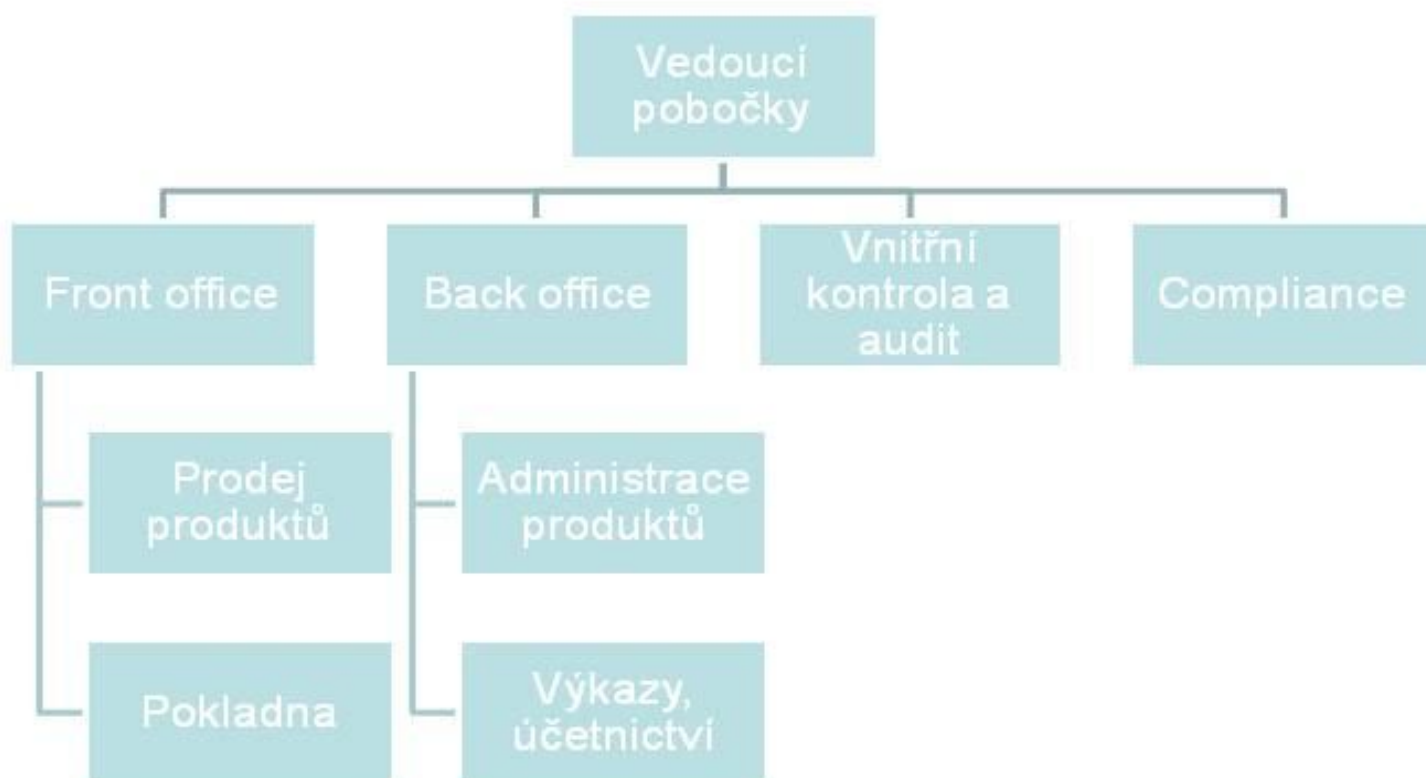 Vedoucí
pobočky
Front office
Back office
Vnitřní
kontrola a
audit
Compliance
Prodej
produktů
Administrace
produktů
Pokladna
Výkazy,
účetnictví